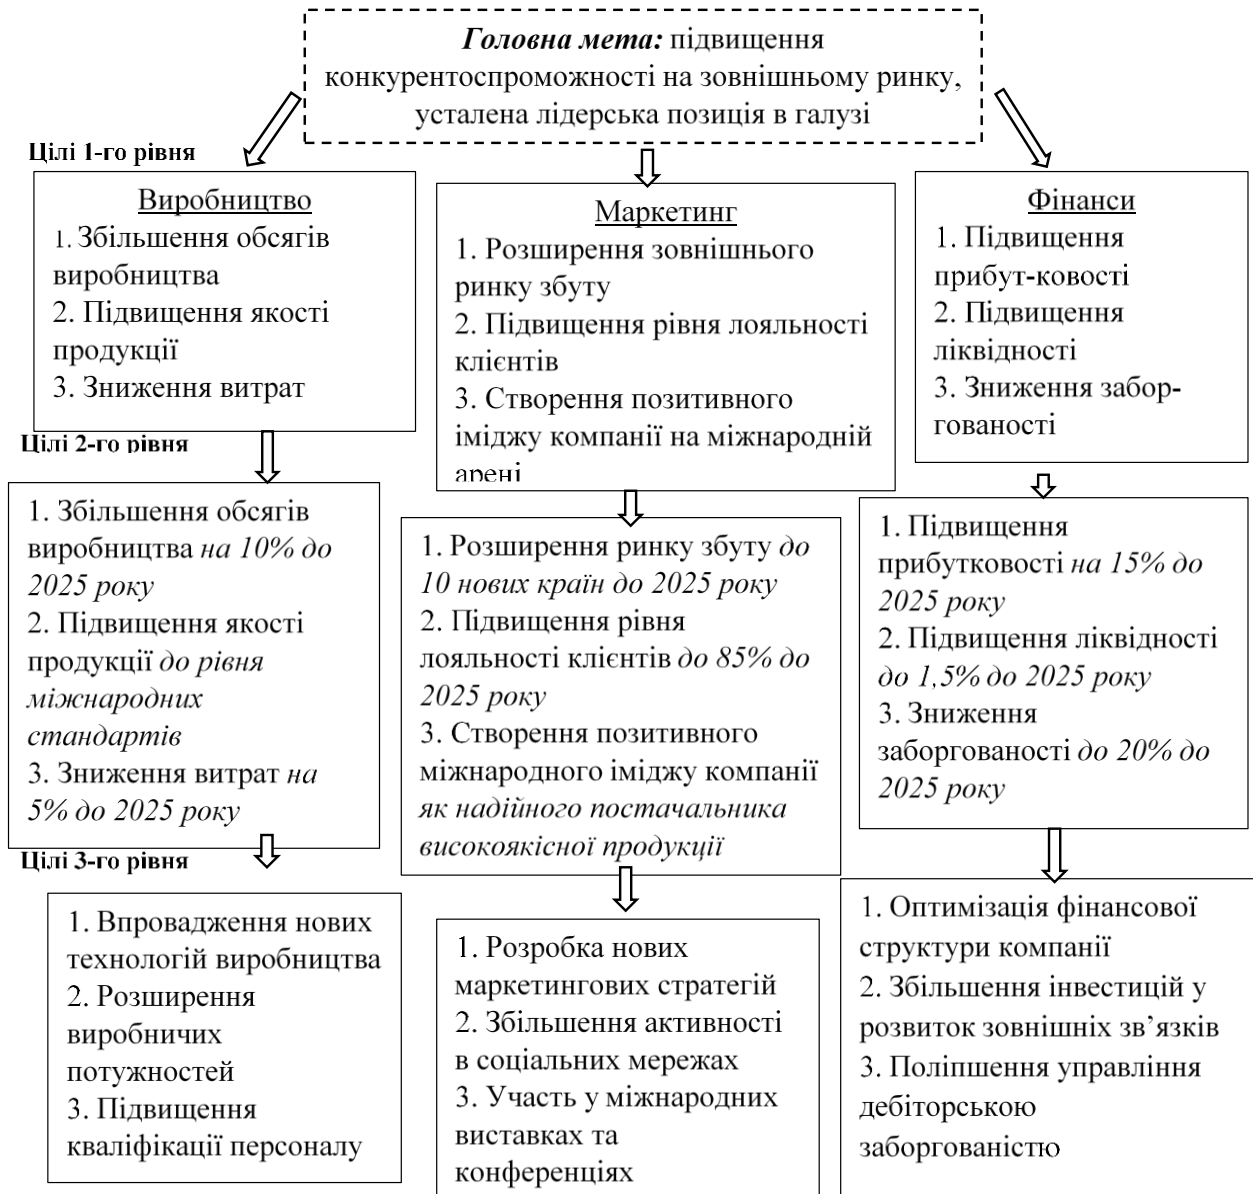 Головна мета: підвищення
конкурентоспроможності на зовнішньому ринку,
усталена лідерська позиція в галузі
Цілі 1-го рівня
Виробництво
1. Збільшення обсягів
виробництва
2. Підвищення якості
продукції
3. Зниження витрат
Маркетинг
1. Розширення зовнішнього
ринку збуту
2. Підвищення рівня лояльності
клієнтів
3. Створення позитивного
іміджу компанії на міжнародній
арені
Фінанси
1. Підвищення
прибут-ковості
2. Підвищення
ліквідності
3. Зниження забор-
гованості
Цілі 2-го рівня
1. Збільшення обсягів
виробництва на 10% до
2025 року
2. Підвищення якості
продукції до рівня
міжнародних
стандартів
3. Зниження витрат на
5% до 2025 року
1. Розширення ринку збуту до
10 нових країн до 2025 року
2. Підвищення рівня
лояльності клієнтів до 85% до
2025 року
3. Створення позитивного
міжнародного іміджу компанії
як надійного постачальника
високоякісної продукції
1. Підвищення
прибутковості на 15% до
2025 року
2. Підвищення ліквідності
до 1,5% до 2025 року
3. Зниження
заборгованості до 20% до
2025 року
Цілі 3-го рівня
1. Впровадження нових
технологій виробництва
2. Розширення
виробничих
потужностей
3. Підвищення
кваліфікації персоналу
1. Розробка нових
маркетингових стратегій
2. Збільшення активності
в соціальних мережах
3. Участь у міжнародних
виставках та
конференціях
1. Оптимізація фінансової
структури компанії
2. Збільшення інвестицій у
розвиток зовнішніх зв’язків
3. Поліпшення управління
дебіторською
заборгованістю